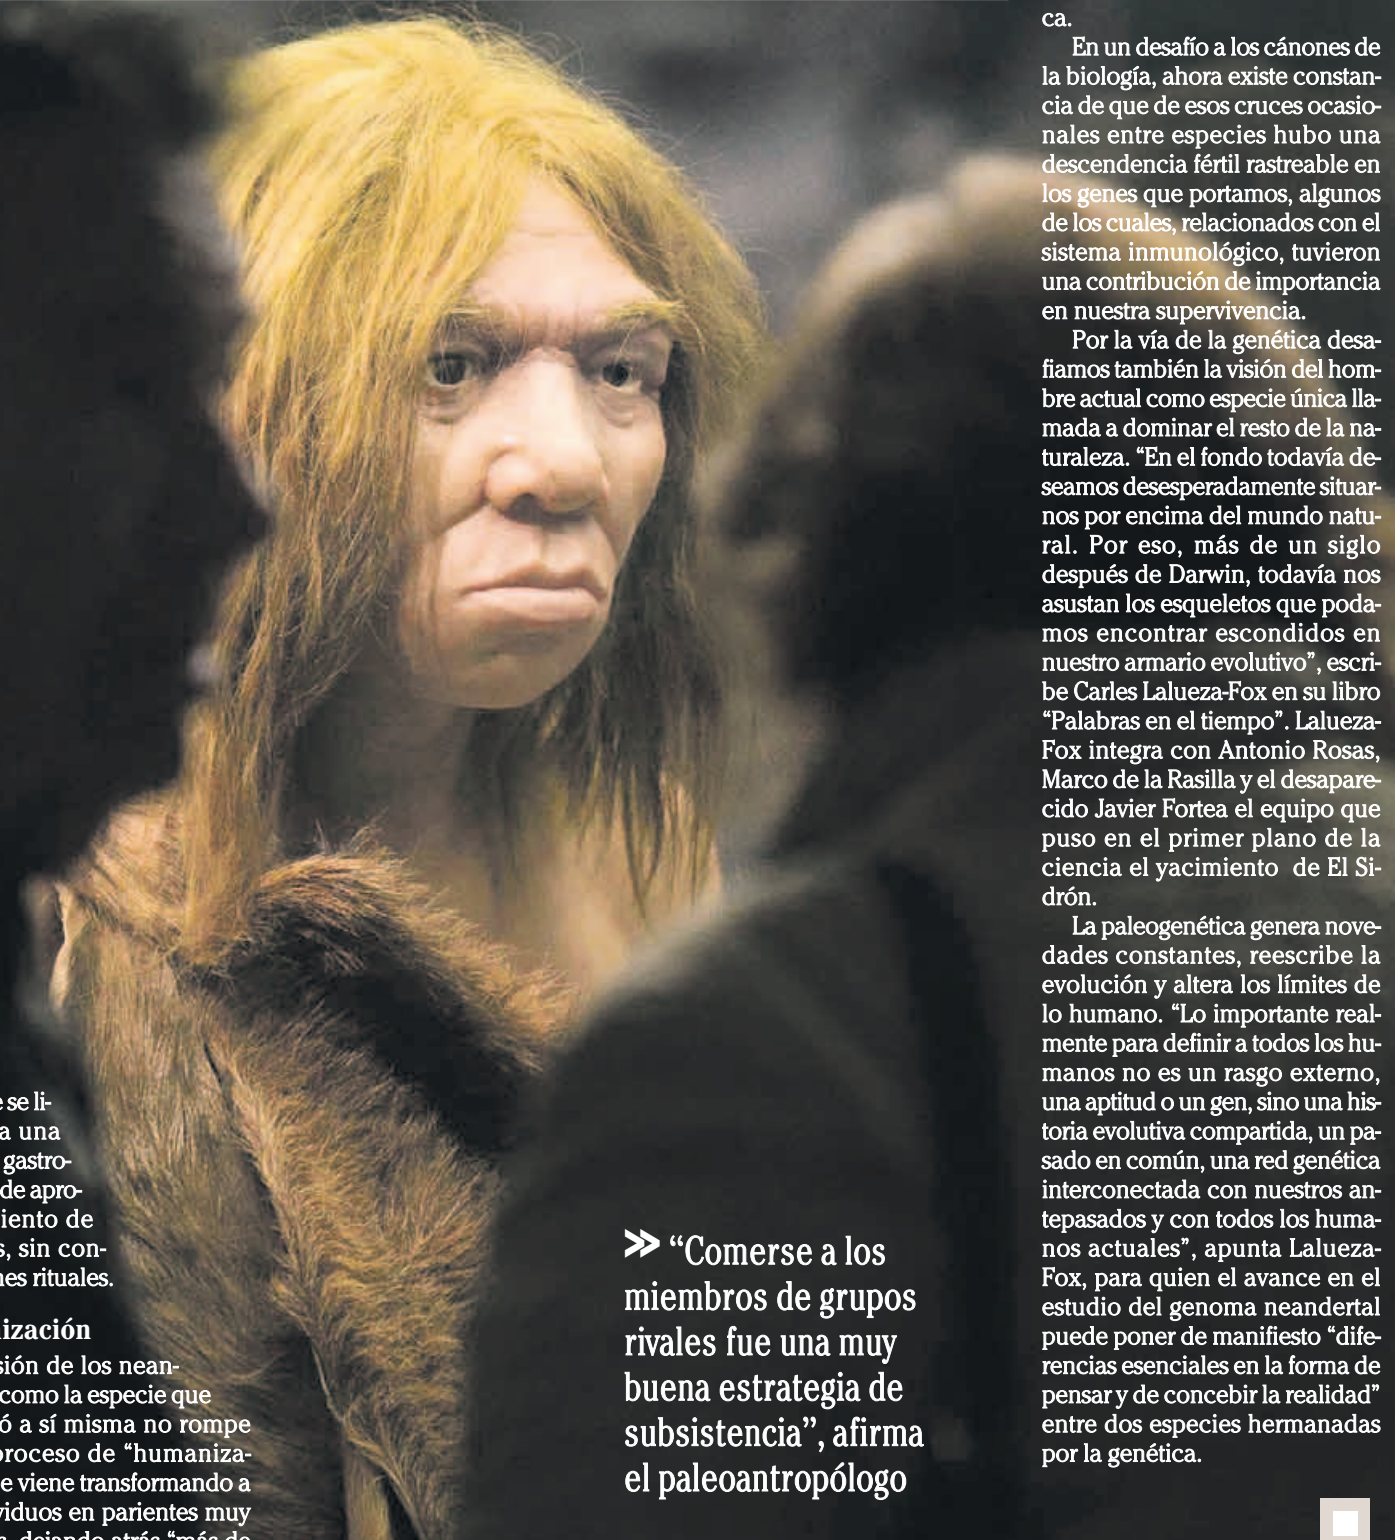 se li-
a una
gastro-
de apro-
iento de
s, sin con-
nes rituales.
ización
sión de los nean-
como la especie que
ó a sí misma no rompe
proceso de “humaniza-
e viene transformando a
viduos en parientes muy
dejando atrás “más de
» “Comerse a los
miembros de grupos
rivales fue una muy
buena estrategia de
subsistencia”, afirma
el paleoantropólogo
ca.
En un desafío a los cánones de
la biología, ahora existe constan-
cia de que de esos cruces ocasio-
nales entre especies hubo una
descendencia fértil rastreable en
los genes que portamos, algunos
de los cuales, relacionados con el
sistema inmunológico, tuvieron
una contribución de importancia
en nuestra supervivencia.
Por la vía de la genética desa-
fiamos también la visión del hom-
bre actual como especie única lla-
mada a dominar el resto de la na-
turaleza. “En el fondo todavía de-
seamos desesperadamente situar-
nos por encima del mundo natu-
ral. Por eso, más de un siglo
después de Darwin, todavía nos
asustan los esqueletos que poda-
mos encontrar escondidos en
nuestro armario evolutivo”, escri-
be Carles Lalueza-Fox en su libro
“Palabras en el tiempo”. Lalueza-
Fox integra con Antonio Rosas,
Marco de la Rasilla y el desapare-
cido Javier Fortea el equipo que
puso en el primer plano de la
ciencia el yacimiento de El Si-
drón.
La paleogenética genera nove-
dades constantes, reescribe la
evolución y altera los límites de
lo humano. “Lo importante real-
mente para definir a todos los hu-
manos no es un rasgo externo,
una aptitud o un gen, sino una his-
toria evolutiva compartida, un pa-
sado en común, una red genética
interconectada con nuestros an-
tepasados y con todos los huma-
nos actuales”, apunta Lalueza-
Fox, para quien el avance en el
estudio del genoma neandertal
puede poner de manifiesto “dife-
rencias esenciales en la forma de
pensar y de concebir la realidad”
entre dos especies hermanadas
por la genética.